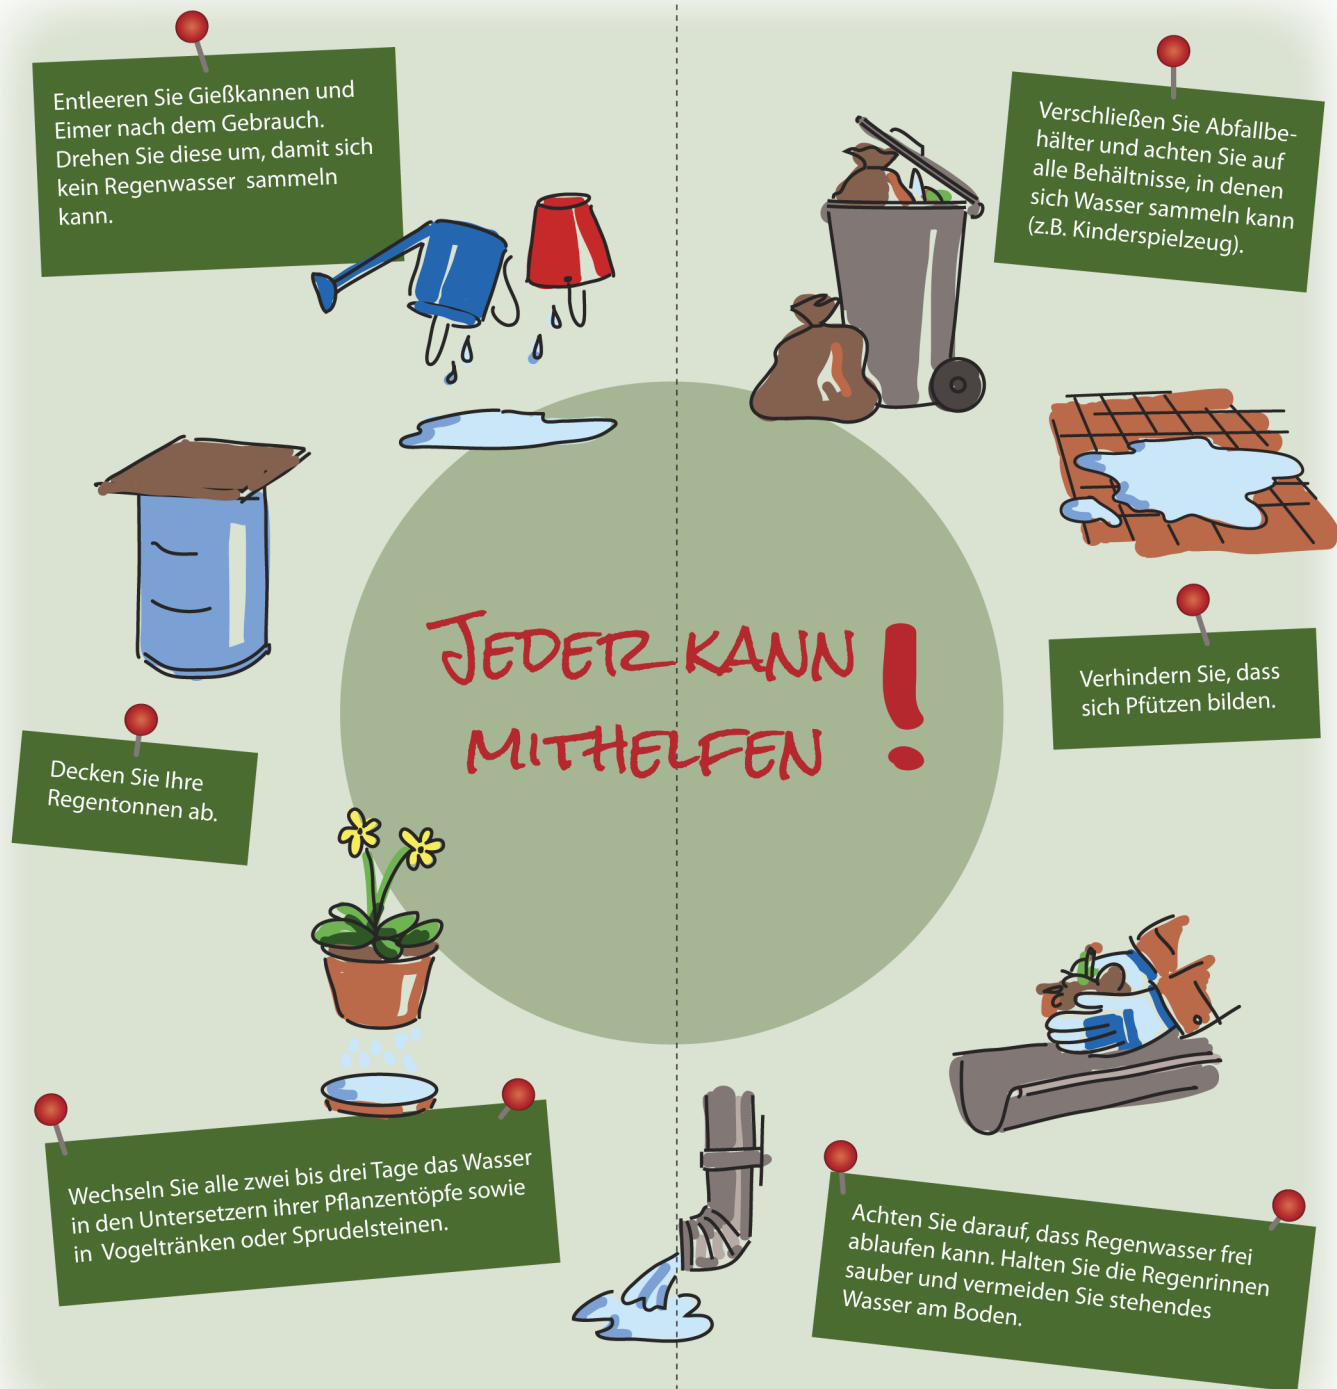 Entleeren Sie Gießkannen und
Eimer nach dem Gebrauch.
Drehen Sie diese um, damit sich
kein Regenwasser sammeln
kann.
Verschließen Sie Abfallbe-
hälter und achten Sie auf
alle Behältnisse, in denen
sich Wasser sammeln kann
(z.B. Kinderspielzeug).
JEDER KANN !
MITHELFEN
Verhindern Sie, dass
sich Pfützen bilden.
Decken Sie Ihre
Regentonnen ab.
Wechseln Sie alle zwei bis drei Tage das Wasser
in den Untersetzern ihrer Pflanzentöpfe sowie
in Vogeltränken oder Sprudelsteinen.
Achten Sie darauf, dass Regenwasser frei
ablaufen kann. Halten Sie die Regenrinnen
sauber und vermeiden Sie stehendes
Wasser am Boden.